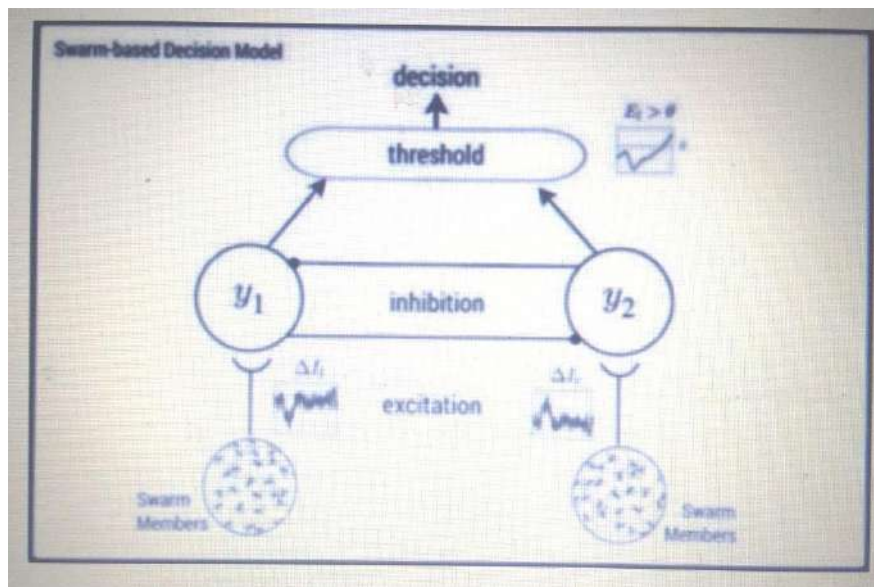 Swarm-based Decision Model
decision
threshold
y₁
inhibition
y₂
excitation
Swarm
Members
Swarm
Members